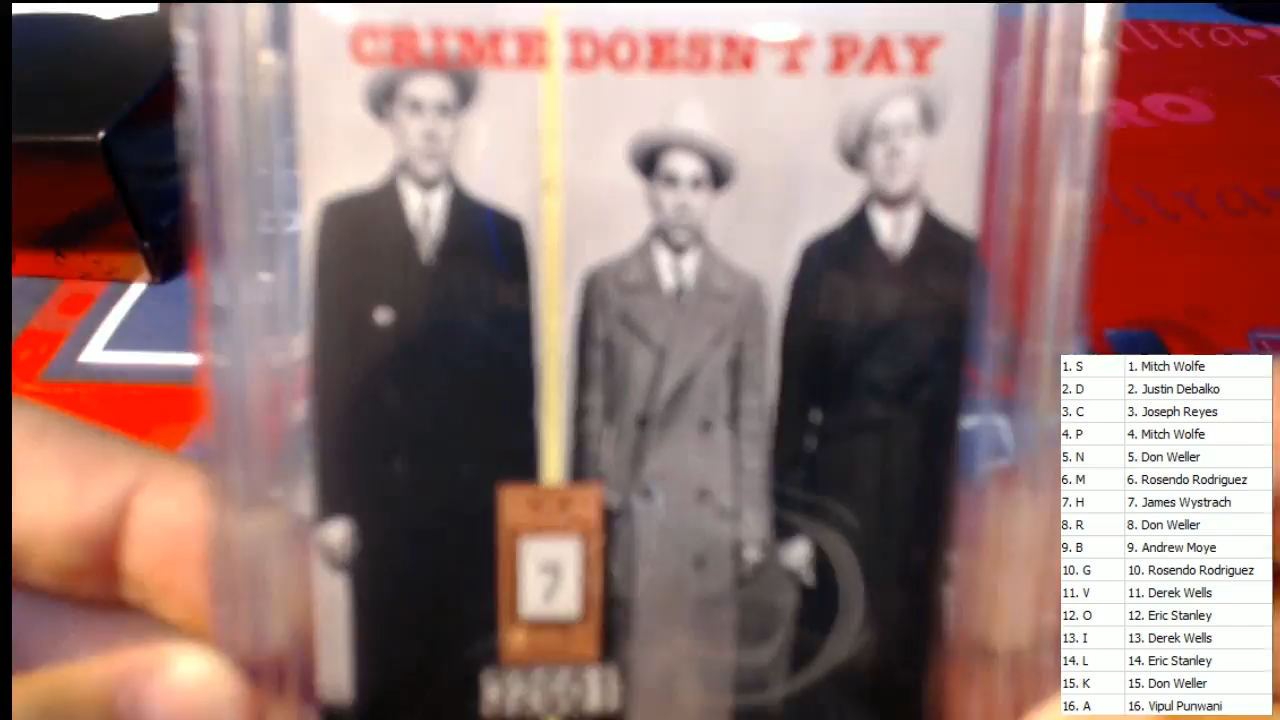 CRIME DOESN'T PAY
ltra
RO
ltra
7
1. S 1. Mitch Wolfe
2. D 2. Justin Debalko
3. C 3. Joseph Reyes
4. P 4. Mitch Wolfe
5. N 5. Don Weller
6. M 6. Rosendo Rodriguez
7. H 7. James Wystrach
8. R 8. Don Weller
9. B 9. Andrew Moye
10. G 10. Rosendo Rodriguez
11. V 11. Derek Wells
12. O 12. Eric Stanley
13. I 13. Derek Wells
14. L 14. Eric Stanley
15. K 15. Don Weller
16. A 16. Vipul Punwani